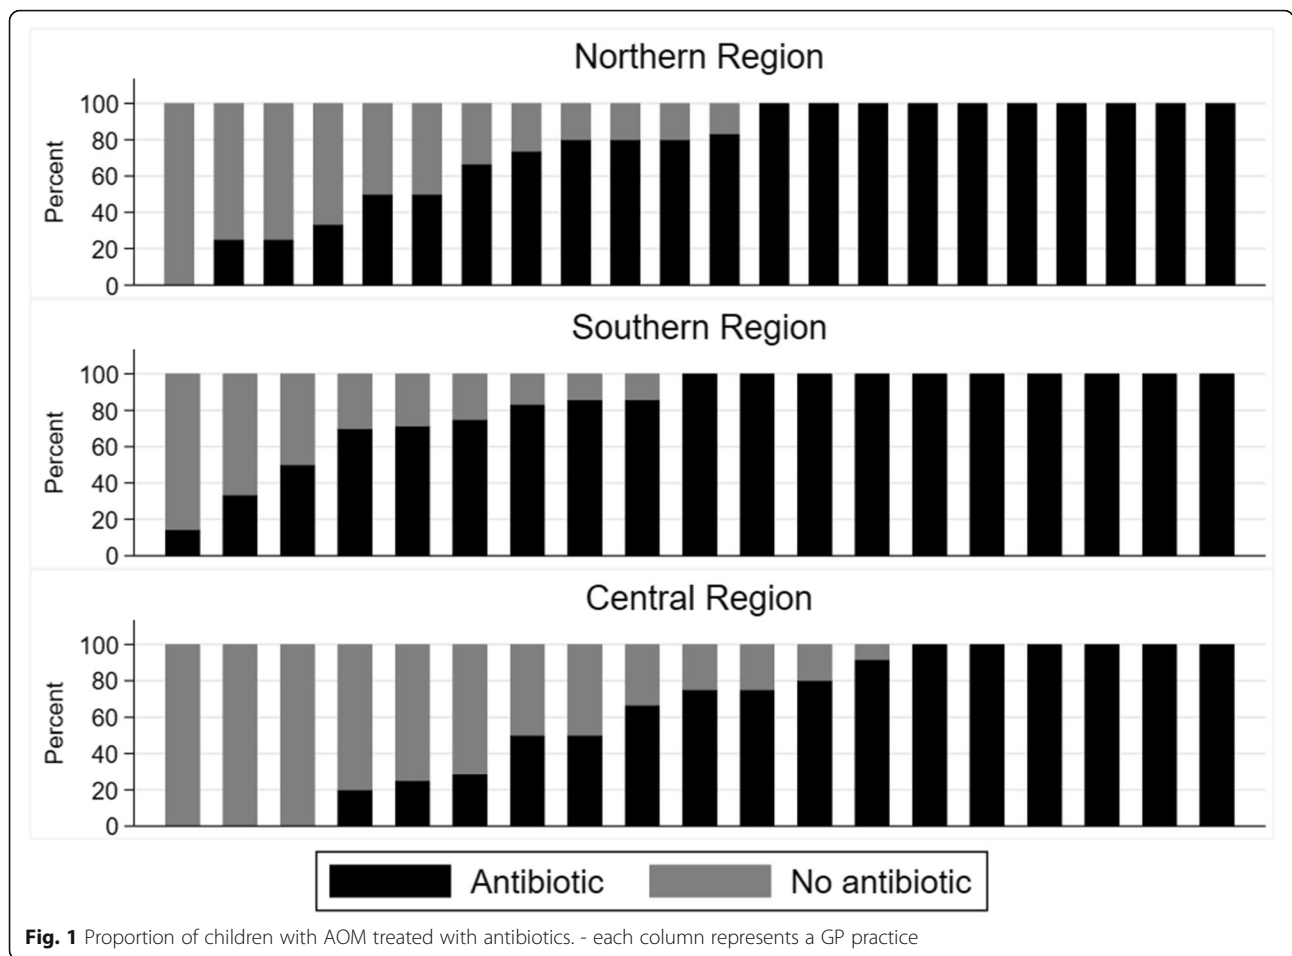 Northern Region
Percent
100
80
60
40
20
0
Southern Region
Percent
100
80
60
40
20
0
Central Region
Percent
100
80
60
40
20
0
Antibiotic No antibiotic
Fig. 1 Proportion of children with AOM treated with antibiotics. - each column represents a GP practice